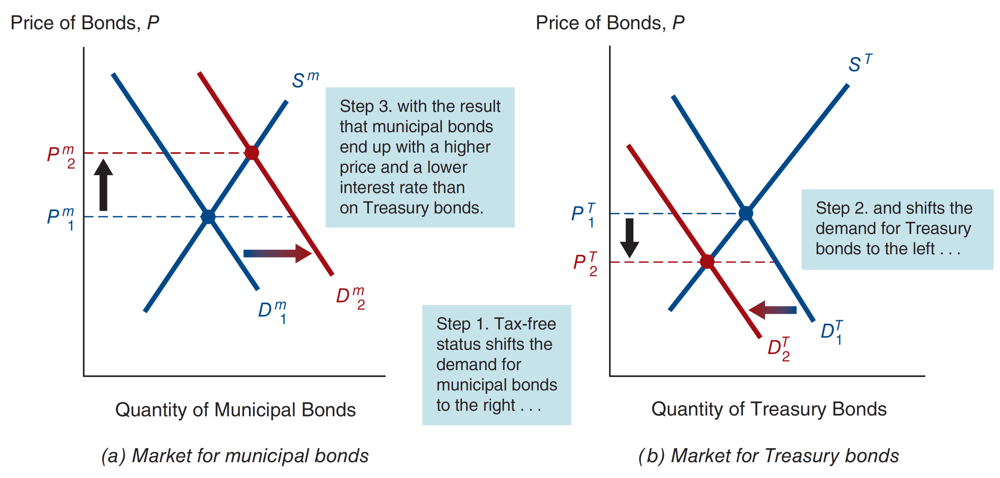 Price of Bonds, P
S m
Step 3. with the result
that municipal bonds
end up with a higher
price and a lower
interest rate than
on Treasury bonds.
P m 2
P m 1
D m 2
D m 1
Step 1. Tax-free
status shifts the
demand for
municipal bonds
to the right . . .
Quantity of Municipal Bonds
(a) Market for municipal bonds
Price of Bonds, P
S T
P T 1
Step 2. and shifts the
demand for Treasury
bonds to the left . . .
P T 2
D T 1
D T 2
Quantity of Treasury Bonds
(b) Market for Treasury bonds